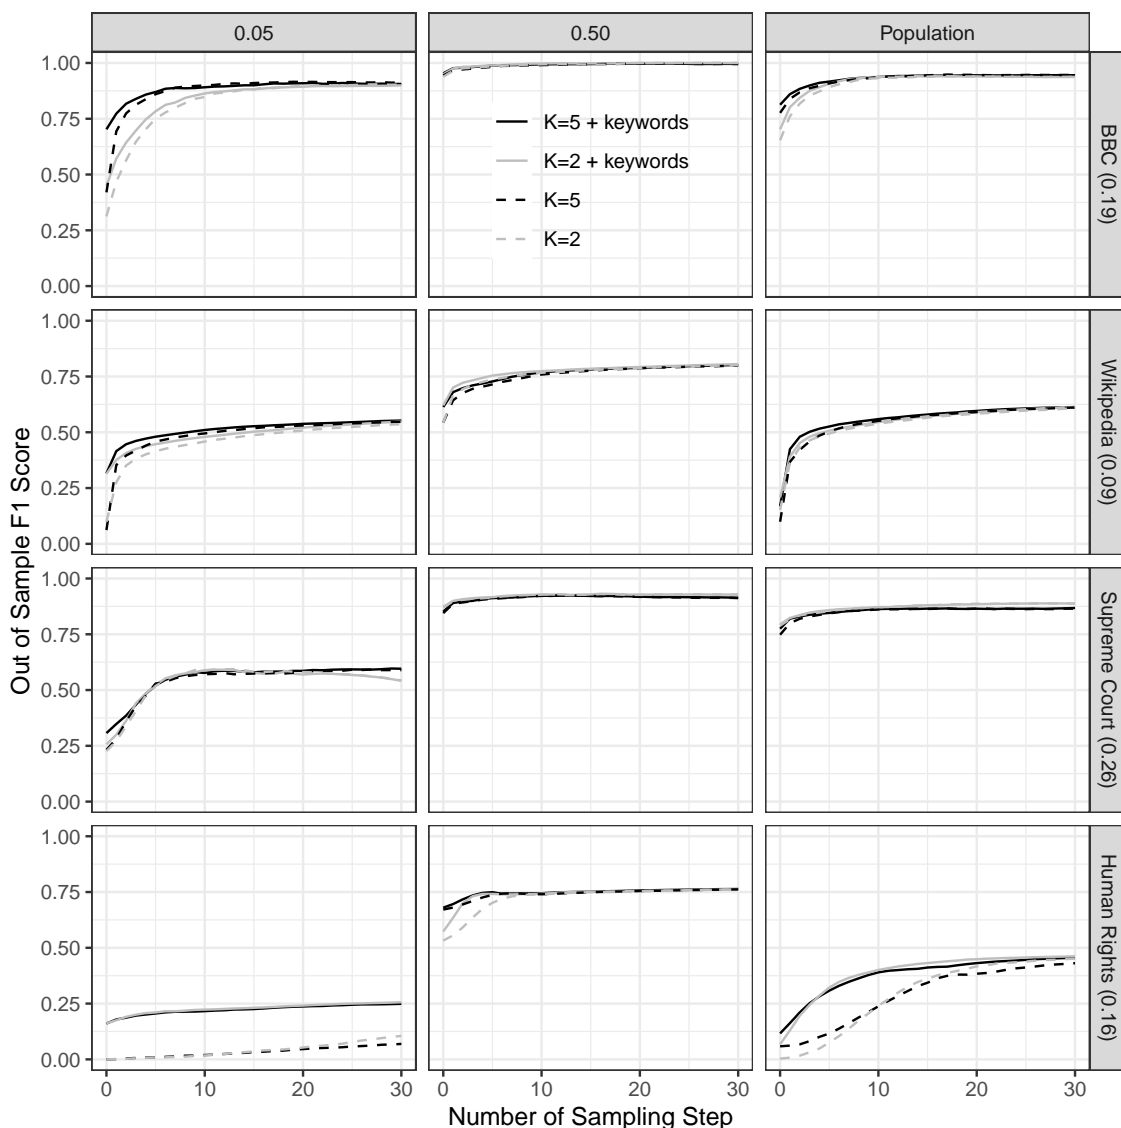 0.05
0.50
Population
1.00
0.75
0.50
0.25
0.00
K=5 + keywords
K=2 + keywords
K=5
K=2
BBC (0.19)
1.00
0.75
0.50
0.25
0.00
Wikipedia (0.09)
1.00
0.75
0.50
0.25
0.00
Supreme Court (0.26)
1.00
0.75
0.50
0.25
0.00
Human Rights (0.16)
Out of Sample F1 Score
0 10 20 30
0 10 20 30
0 10 20 30
Number of Sampling Step